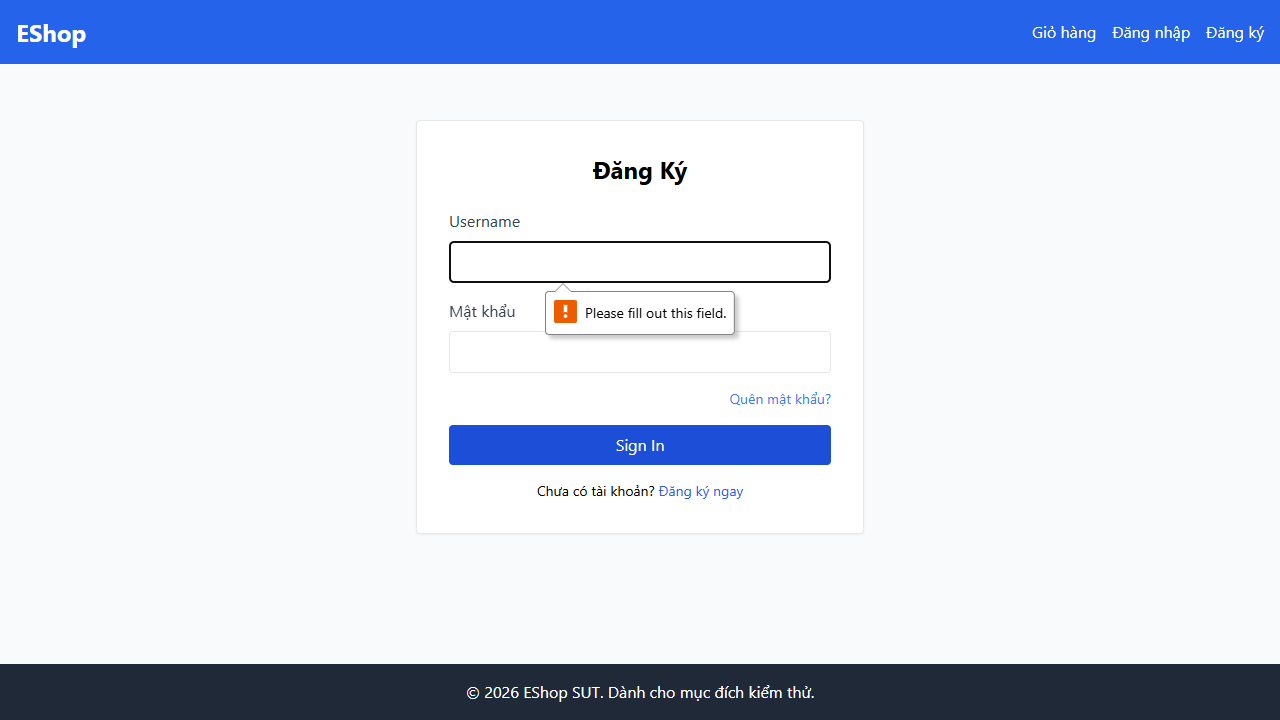 EShop
Giỏ hàng Đăng nhập Đăng ký
Đăng Ký
Username
Please fill out this field.
Mật khẩu
Quên mật khẩu?
Sign In
Chưa có tài khoản? Đăng ký ngay
© 2026 EShop SUT. Dành cho mục đích kiểm thử.